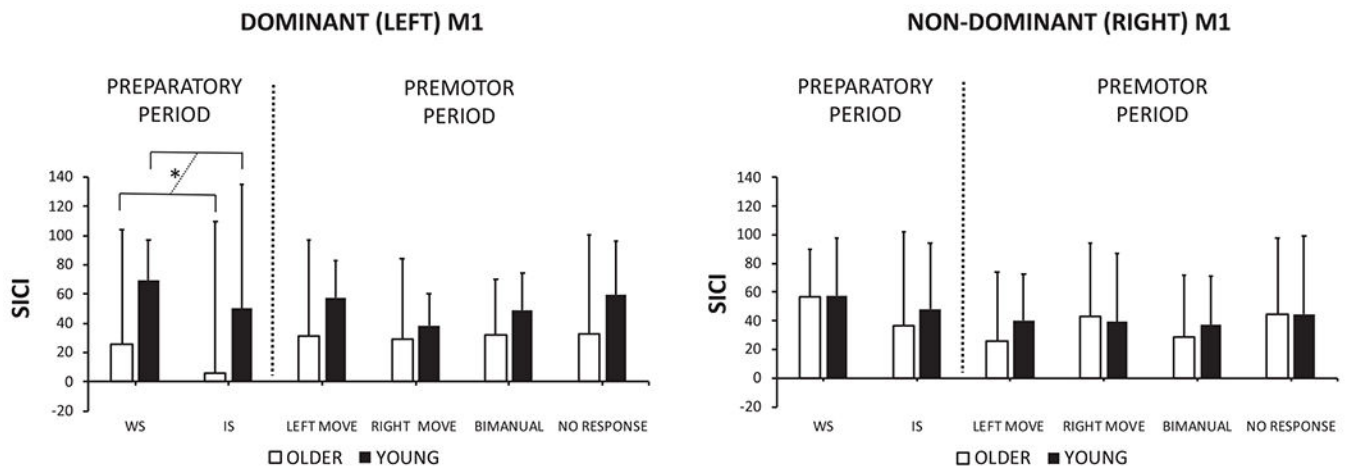 DOMINANT (LEFT) M1
PREPARATORY
PERIOD
PREMOTOR
PERIOD
*
SICI
140
120
100
80
60
40
20
0
-20
WS
IS
LEFT MOVE
RIGHT MOVE
BIMANUAL
NO RESPONSE
OLDER
YOUNG
NON-DOMINANT (RIGHT) M1
PREPARATORY
PERIOD
PREMOTOR
PERIOD
SICI
140
120
100
80
60
40
20
0
-20
WS
IS
LEFT MOVE
RIGHT MOVE
BIMANUAL
NO RESPONSE
OLDER
YOUNG